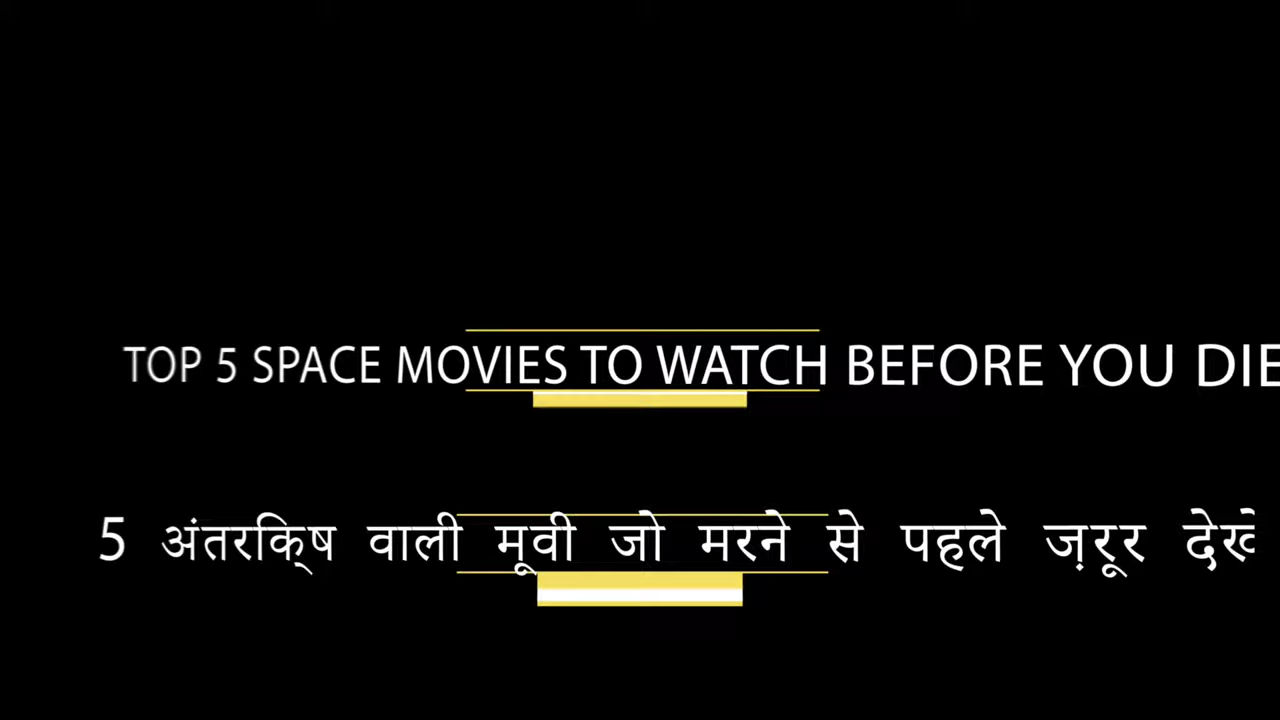 TOP 5 SPACE MOVIES TO WATCH BEFORE YOU DIE
5 अंतरक्ष‍ि वाली मूवी जो मरने से पहले ज़रूर देखे